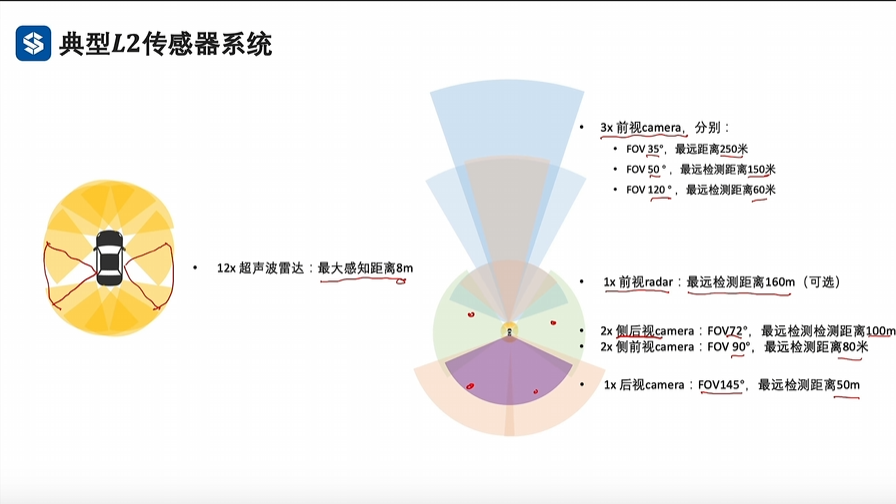 典型L2传感器系统
3x 前视camera，分别：
FOV 35°，最远距离250米
FOV 50 °，最远检测距离150米
FOV 120 °，最远检测距离60米
12x 超声波雷达：最大感知距离8m
1x 前视radar：最远检测距离160m（可选）
2x 侧后视camera：FOV72°，最远检测检测距离100m
2x 侧前视camera：FOV 90°，最远检测距离80米
1x 后视camera：FOV145°，最远检测距离50m